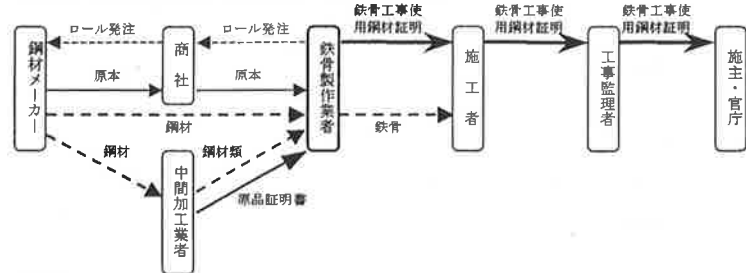 鉄骨工事使
用鋼材証明
鉄骨工事使
用鋼材証明
鉄骨工事使
用鋼材証明
ロール発注
ロール発注
鋼材メーカー
商社
鉄骨製作業者
施工者
工事監理者
施主・官庁
原本
原本
鋼材
鉄骨
鋼材
鋼材類
中間加工業者
原品証明書